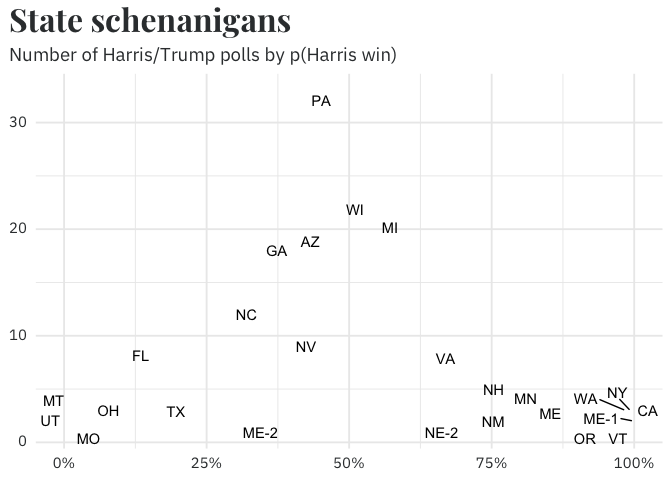 State schenanigans
Number of Harris/Trump polls by p(Harris win)
PA
30
WI
MI
20
AZ
GA
NC
10
NV
FL
VA
NH
NY
MT
MN
WA
OH
TX
ME
CA
UT
NM
ME-1
ME-2
NE-2
0
MO
OR
VT
0%
25%
50%
75%
100%